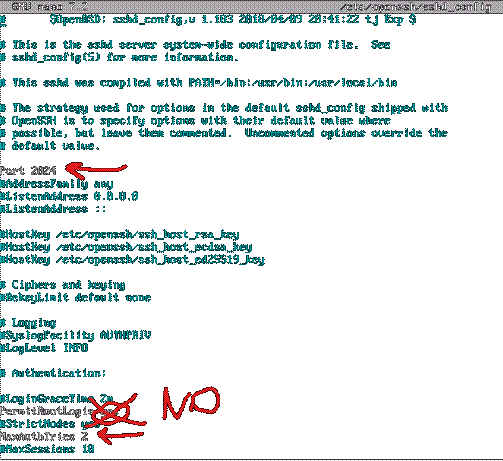 GNU nano 7.2 /etc/openssh/sshd_config
# $OpenBSD: sshd_config,v 1.103 2018/04/09 20:41:22 tj Exp $
# This is the sshd server system-wide configuration file. See
# sshd_config(5) for more information.
# This sshd was compiled with PATH=/bin:/usr/bin:/usr/local/bin
# The strategy used for options in the default sshd_config shipped with
# OpenSSH is to specify options with their default value where
# possible, but leave them commented. Uncommented options override the
# default value.
Port 2024
#AddressFamily any
#ListenAddress 0.0.0.0
#ListenAddress ::
#HostKey /etc/openssh/ssh_host_rsa_key
#HostKey /etc/openssh/ssh_host_ecdsa_key
#HostKey /etc/openssh/ssh_host_ed25519_key
# Ciphers and keying
#RekeyLimit default none
# Logging
#SyslogFacility AUTHPRIV
#LogLevel INFO
# Authentication:
#LoginGraceTime 2m
PermitRootLogin NO
#StrictModes yes
MaxAuthTries 2
#MaxSessions 10